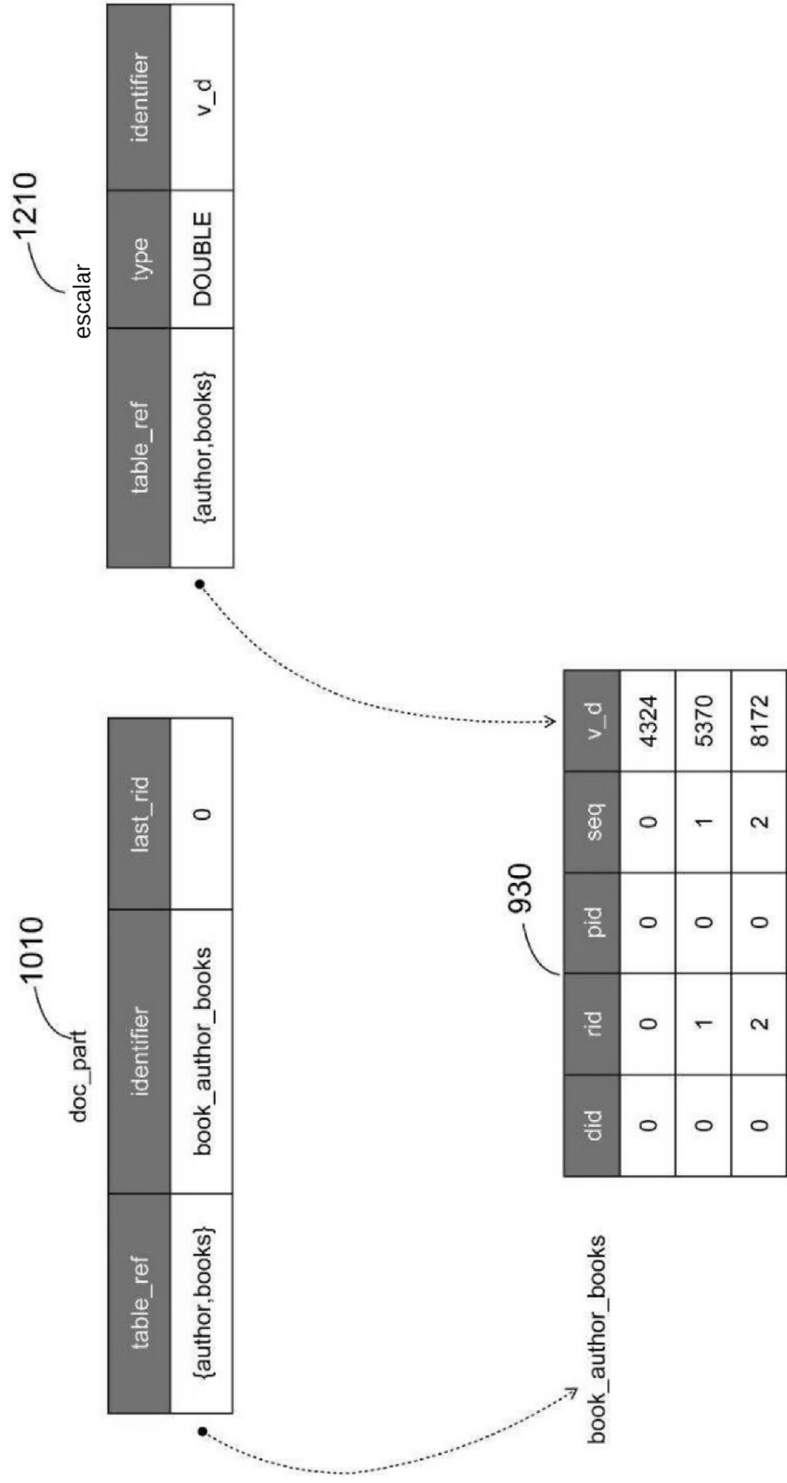 1010
doc_part
table_ref identifier last_rid
{author,books} book_author_books 0
1210
escalar
table_ref type identifier
{author,books} DOUBLE v_d
book_author_books
930
did rid pid seq v_d
0 0 0 0 4324
0 1 0 1 5370
0 2 0 2 8172